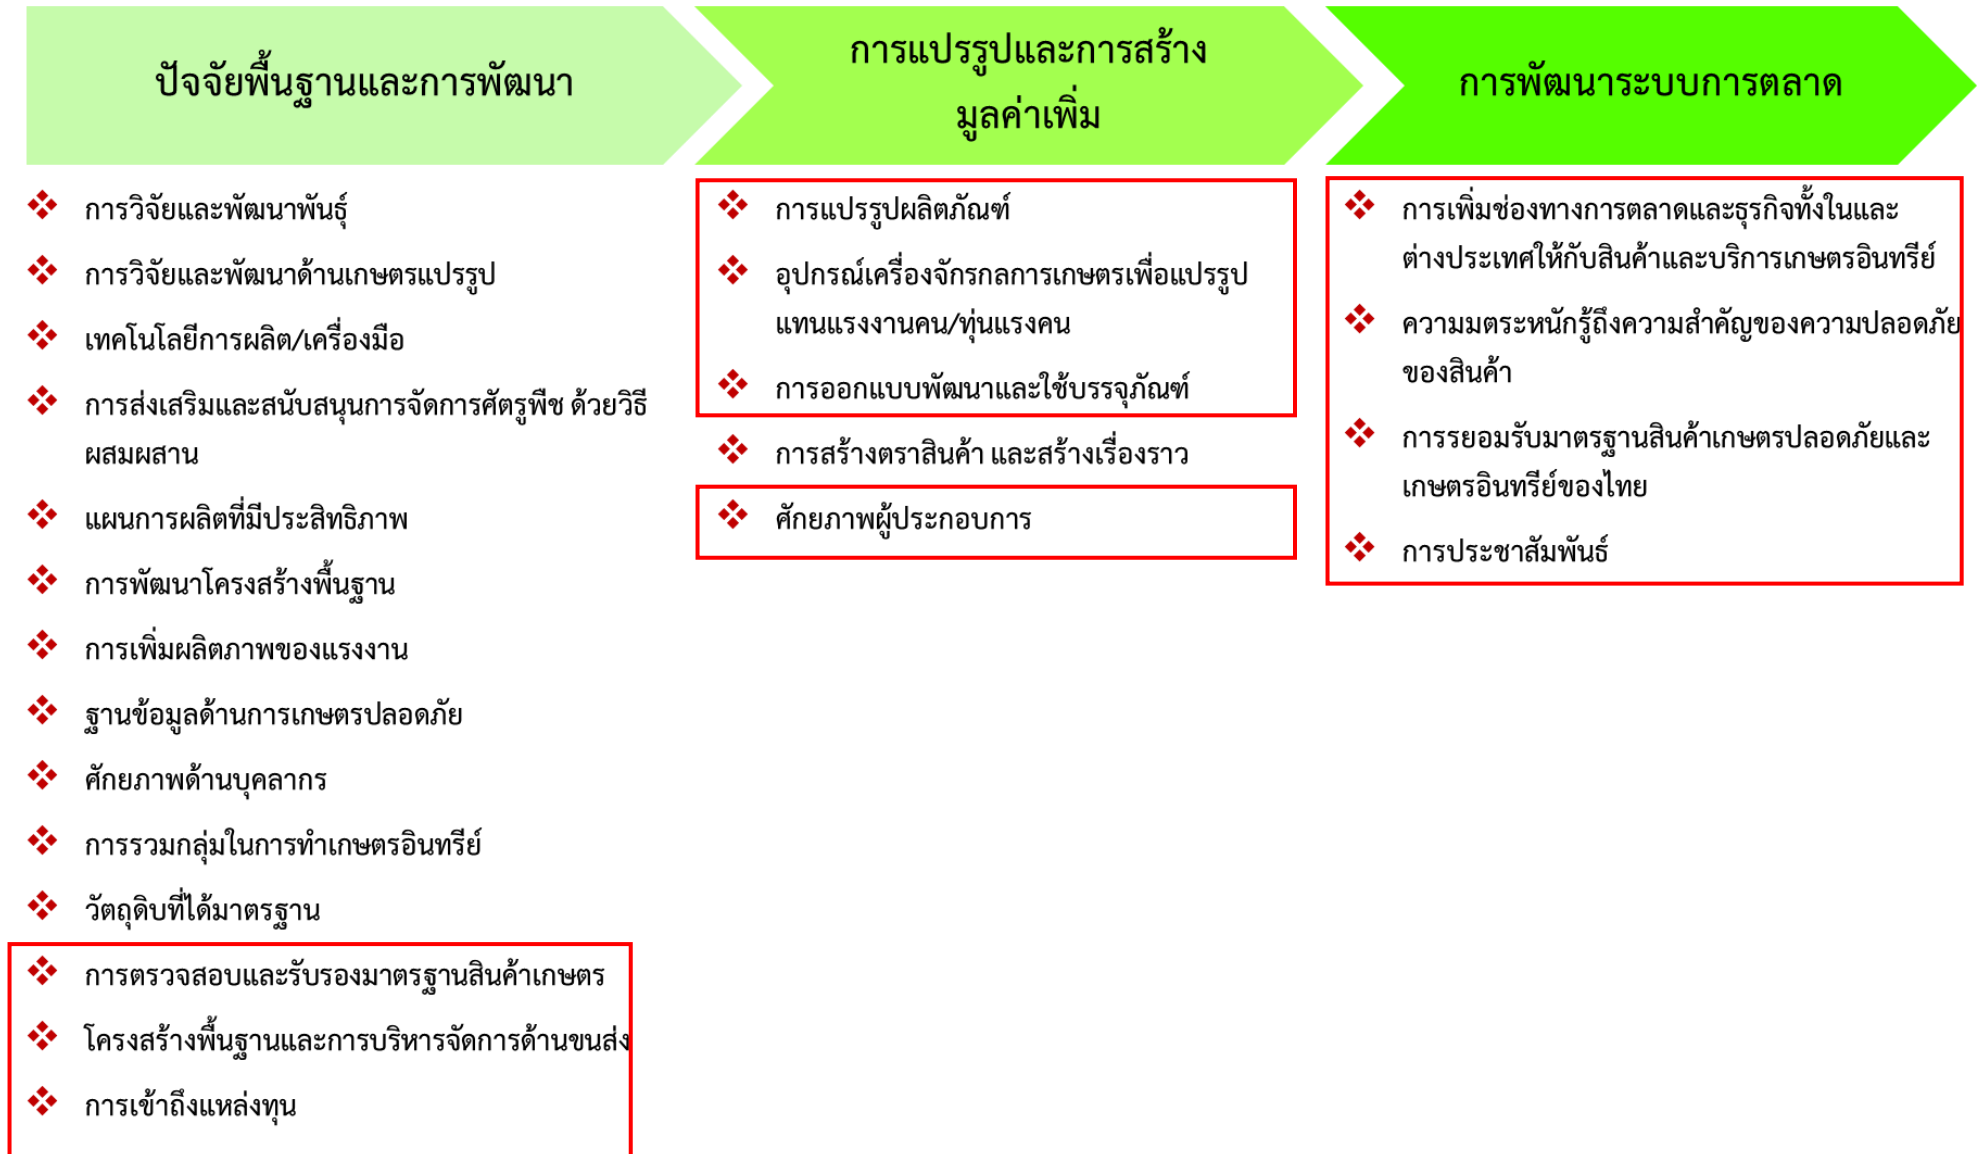 ปัจจัยพื้นฐานและการพัฒนา
การแปรรูปและการสร้าง
มูลค่าเพิ่ม
การพัฒนาระบบการตลาด
การวิจัยและพัฒนาพันธุ์
การวิจัยและพัฒนาด้านเกษตรแปรรูป
เทคโนโลยีการผลิต/เครื่องมือ
การส่งเสริมและสนับสนุนการจัดการศัตรูพืช ด้วยวิธี
ผสมผสาน
แผนการผลิตที่มีประสิทธิภาพ
การพัฒนาโครงสร้างพื้นฐาน
การเพิ่มผลิตภาพของแรงงาน
ฐานข้อมูลด้านการเกษตรปลอดภัย
ศักยภาพด้านบุคลากร
การรวมกลุ่มในการทำเกษตรอินทรีย์
วัตถุดิบที่ได้มาตรฐาน
การตรวจสอบและรับรองมาตรฐานสินค้าเกษตร
โครงสร้างพื้นฐานและการบริหารจัดการด้านขนส่ง
การเข้าถึงแหล่งทุน
การแปรรูปผลิตภัณฑ์
อุปกรณ์เครื่องจักรกลการเกษตรเพื่อแปรรูป
แทนแรงงานคน/ทุ่นแรงคน
การออกแบบพัฒนาและใช้บรรจุภัณฑ์
การสร้างตราสินค้า และสร้างเรื่องราว
ศักยภาพผู้ประกอบการ
การเพิ่มช่องทางการตลาดและธุรกิจทั้งในและ
ต่างประเทศให้กับสินค้าและบริการเกษตรอินทรีย์
ความมตระหนักรู้ถึงความสำคัญของความปลอดภัย
ของสินค้า
การรยอมรับมาตรฐานสินค้าเกษตรปลอดภัยและ
เกษตรอินทรีย์ของไทย
การประชาสัมพันธ์